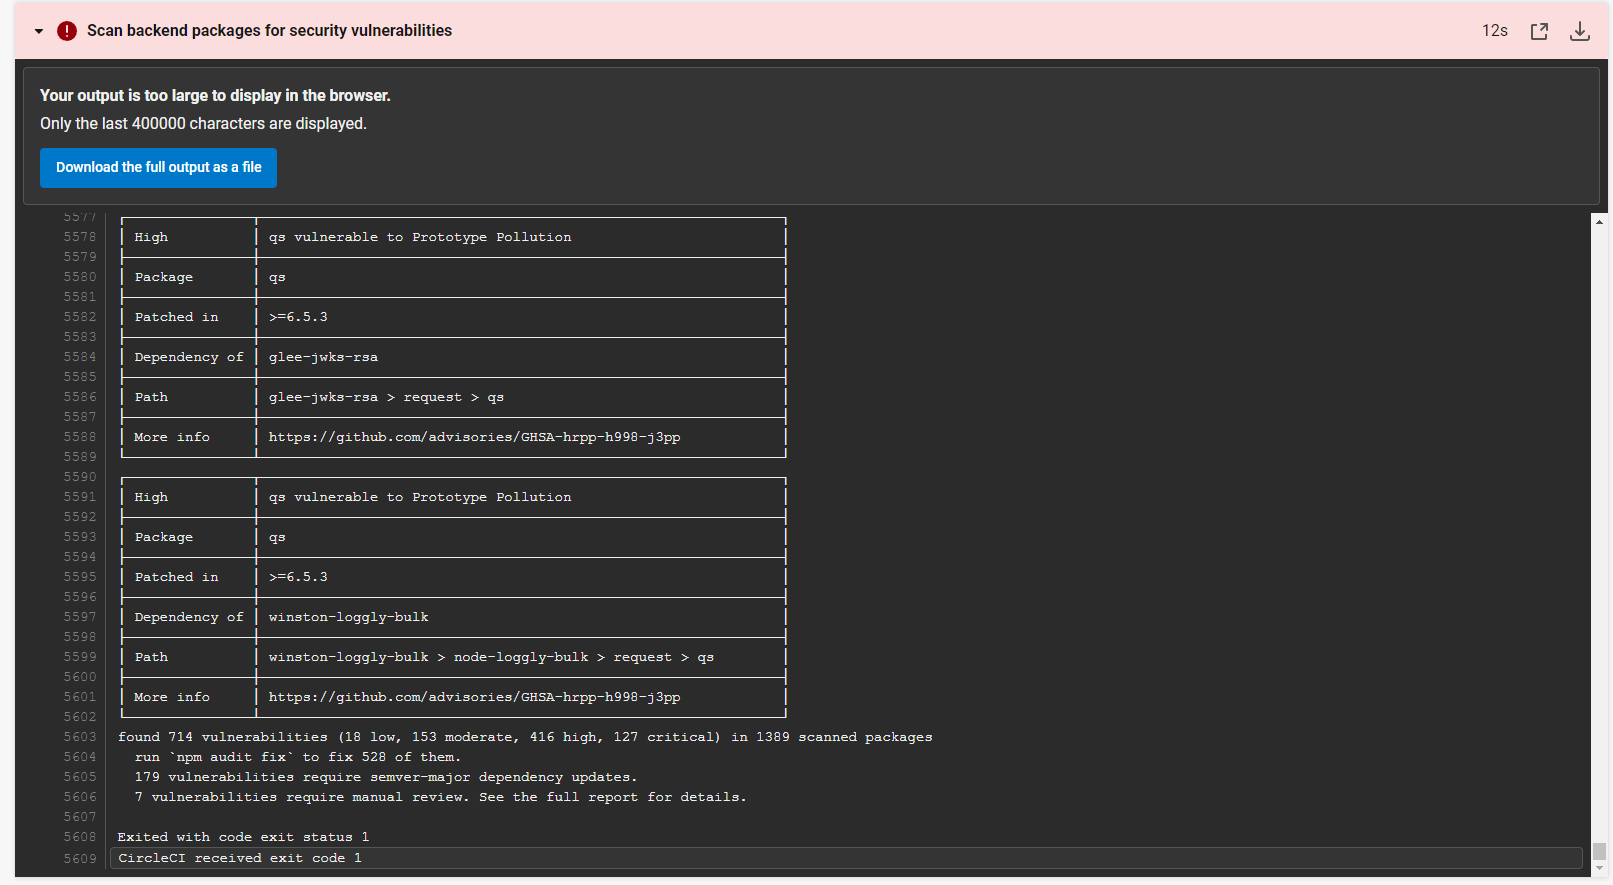 Scan backend packages for security vulnerabilities 12s
Your output is too large to display in the browser.
Only the last 400000 characters are displayed.
Download the full output as a file
5577
5578 High qs vulnerable to Prototype Pollution
5579
5580 Package qs
5581
5582 Patched in >=6.5.3
5583
5584 Dependency of glee-jwks-rsa
5585
5586 Path glee-jwks-rsa > request > qs
5587
5588 More info https://github.com/advisories/GHSA-hrpp-h998-j3pp
5589
5590
5591 High qs vulnerable to Prototype Pollution
5592
5593 Package qs
5594
5595 Patched in >=6.5.3
5596
5597 Dependency of winston-loggly-bulk
5598
5599 Path winston-loggly-bulk > node-loggly-bulk > request > qs
5600
5601 More info https://github.com/advisories/GHSA-hrpp-h998-j3pp
5602
5603 found 714 vulnerabilities (18 low, 153 moderate, 416 high, 127 critical) in 1389 scanned packages
5604 run `npm audit fix` to fix 528 of them.
5605 179 vulnerabilities require semver-major dependency updates.
5606 7 vulnerabilities require manual review. See the full report for details.
5607
5608 Exited with code exit status 1
5609 CircleCI received exit code 1